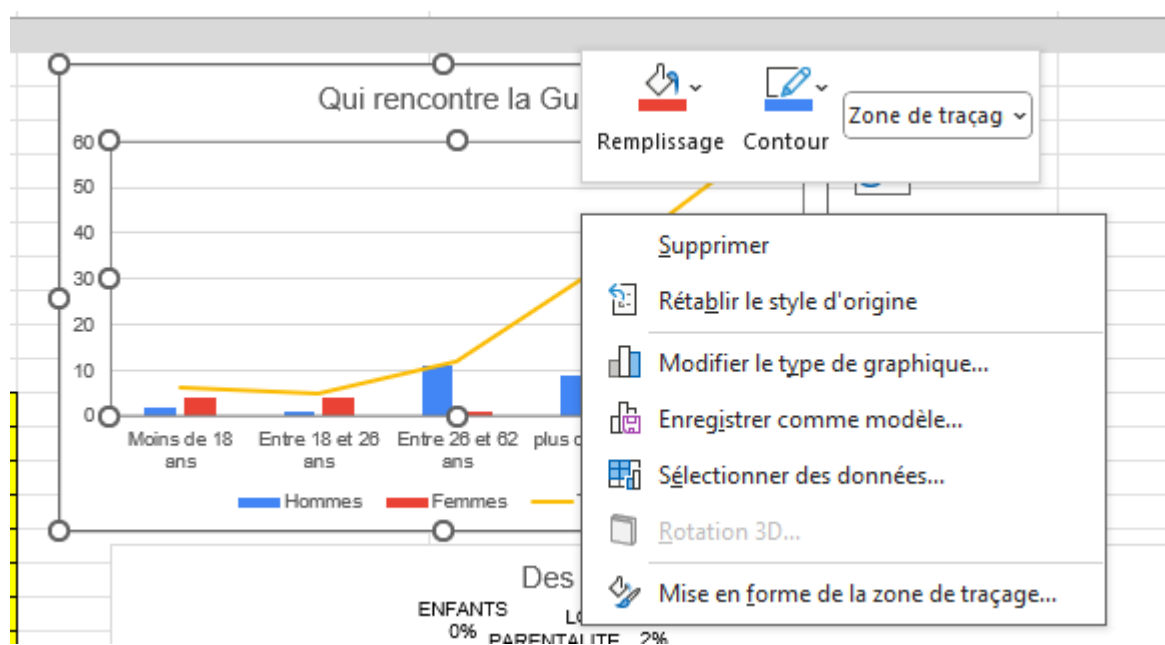 Qui rencontre la Gu
Remplissage
Contour
Zone de traçag
60
50
40
30
20
10
0
Moins de 18 ans
Entre 18 et 26 ans
Entre 26 et 62 ans
plus
Hommes
Femmes
Supprimer
Rétablir le style d'origine
Modifier le type de graphique...
Enregistrer comme modèle...
Sélectionner des données...
Rotation 3D...
Mise en forme de la zone de traçage...
Des
ENFANTS
0%
PARENTALITE
2%